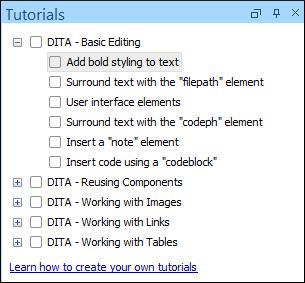 Tutorials
DITA - Basic Editing
Add bold styling to text
Surround text with the "filepath" element
User interface elements
Surround text with the "codeph" element
Insert a "note" element
Insert code using a "codeblock"
DITA - Reusing Components
DITA - Working with Images
DITA - Working with Links
DITA - Working with Tables
Learn how to create your own tutorials